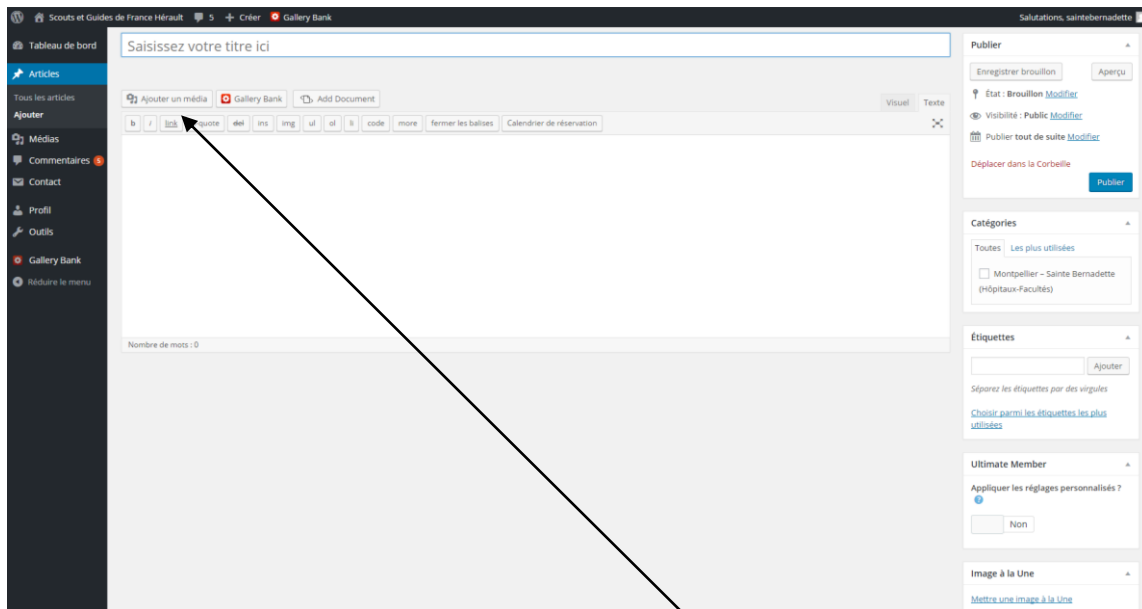 Scouts et Guides de France Hérault 5 Créer Gallery Bank Salutations, saintebernadette
Tableau de bord
Articles
Tous les articles
Ajouter
Médias
Commentaires 5
Contact
Profil
Outils
Gallery Bank
Réduire le menu
Saisissez votre titre ici
Ajouter un média Gallery Bank Add Document Visuel Texte
b i link quote del ins img ul ol li code more fermer les balises Calendrier de réservation
Nombre de mots : 0
Publier
Enregistrer brouillon Aperçu
État : Brouillon Modifier
Visibilité : Public Modifier
Publier tout de suite Modifier
Déplacer dans la Corbeille
Publier
Catégories
Toutes Les plus utilisées
Montpellier – Sainte Bernadette
(Hôpitaux-Facultés)
Étiquettes
Ajouter
Séparez les étiquettes par des virgules
Choisir parmi les étiquettes les plus
utilisées
Ultimate Member
Appliquer les réglages personnalisés ?
Non
Image à la Une
Mettre une image à la Une